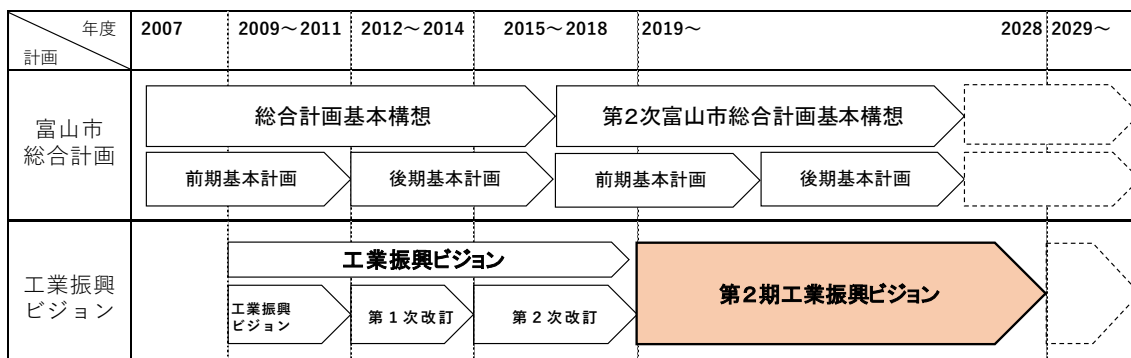 年度
計画
2007
2009～2011
2012～2014
2015～2018
2019～
2028
2029～
富山市
総合計画
総合計画基本構想
第2次富山市総合計画基本構想
前期基本計画
後期基本計画
前期基本計画
後期基本計画
工業振興
ビジョン
工業振興ビジョン
工業振興
ビジョン
第１次改訂
第２次改訂
第２期工業振興ビジョン